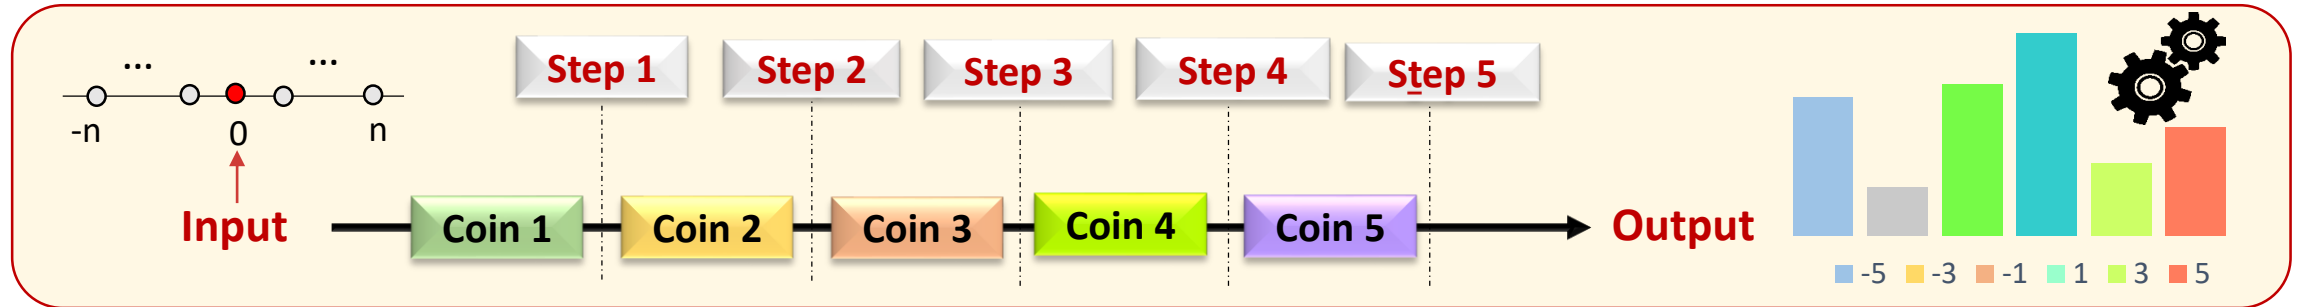 ... ...
-n 0 n
Input
Step 1 Step 2 Step 3 Step 4 Step 5
Coin 1 Coin 2 Coin 3 Coin 4 Coin 5
Output
-5 -3 -1 1 3 5